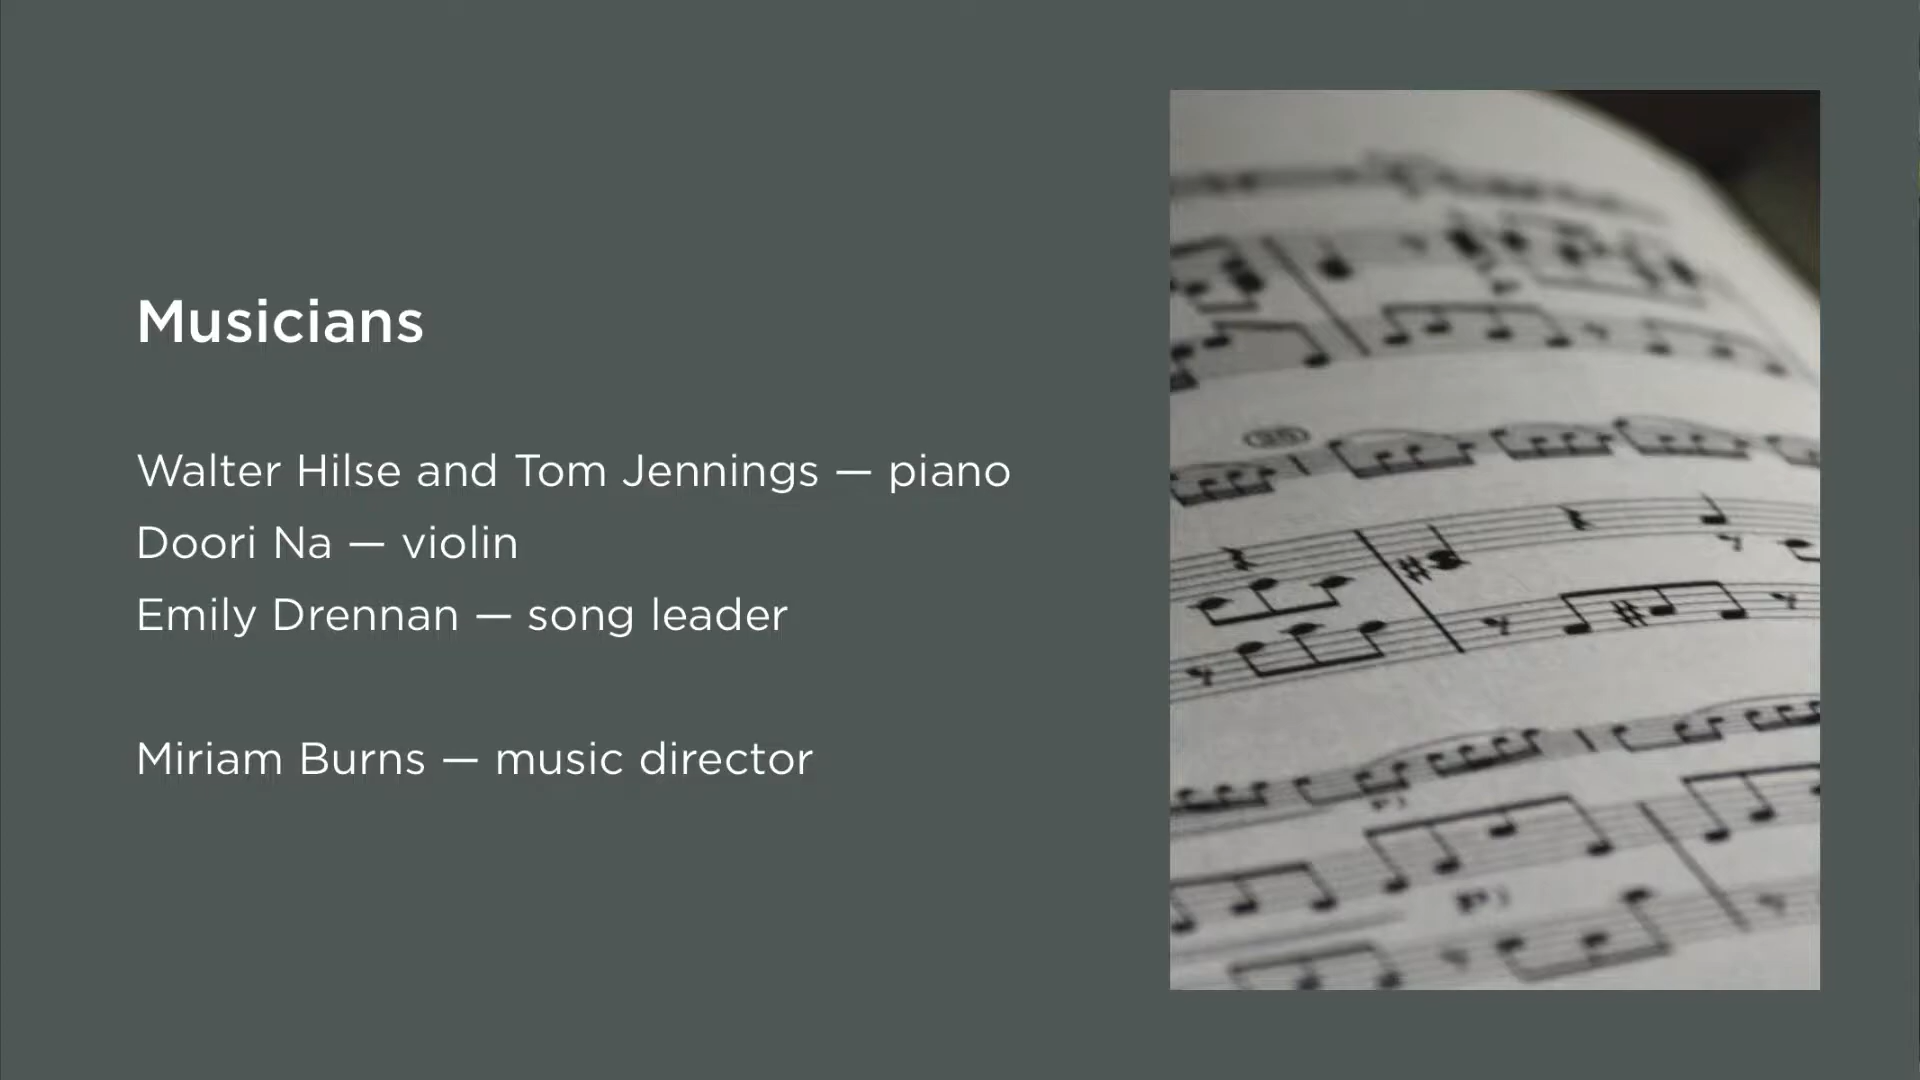 Musicians
Walter Hilse and Tom Jennings — piano
Doori Na — violin
Emily Drennan — song leader
Miriam Burns — music director